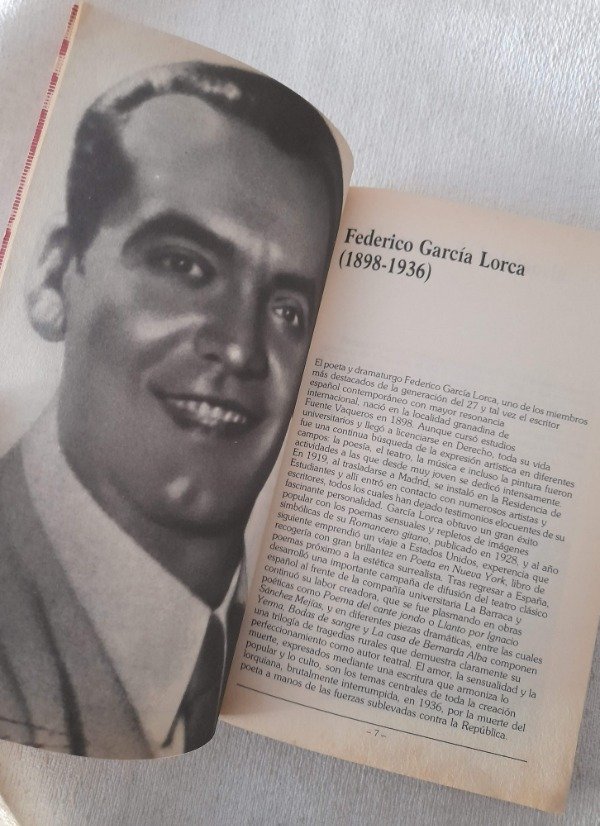 Federico García Lorca
(1898-1936)
El poeta y dramaturgo Federico García Lorca, uno de los miembros
más destacados de la generación del 27 y tal vez el escritor
español contemporáneo con mayor resonancia
internacional, nació en la localidad granadina de
Fuente Vaqueros en 1898. Aunque cursó estudios
universitarios y llegó a licenciarse en Derecho, toda su vida
fue una continua búsqueda de la expresión artística en diferentes
campos: la poesía, el teatro, la música e incluso la pintura fueron
actividades a las que desde muy joven se dedicó intensamente.
En 1919, al trasladarse a Madrid, se instaló en la Residencia de
Estudiantes y allí entró en contacto con numerosos artistas y
escritores, todos los cuales han dejado testimonios elocuentes de su
fascinante personalidad. García Lorca obtuvo un gran éxito
popular con los poemas sensuales y repletos de imágenes
simbólicas de su Romancero gitano, publicado en 1928, y al año
siguiente emprendió un viaje a Estados Unidos, experencia que
recogería con gran brillantez en Poeta en Nueva York, libro de
poemas próximo a la estética surrealista. Tras regresar a España,
desarrolló una importante campaña de difusión del teatro clásico
español al frente de la compañía universitaria La Barraca y
continuó su labor creadora, que se fue plasmando en obras
poéticas como Poema del cante jondo o Llanto por Ignacio
Sánchez Mejías, y en diferentes piezas dramáticas, entre las cuales
Yerma, Bodas de sangre y La casa de Bernarda Alba componen
una trilogía de tragedias rurales que demuestra claramente su
perfeccionamiento como autor teatral. El amor, la sensualidad y la
muerte, expresados mediante una escritura que armoniza lo
popular y lo culto, son los temas centrales de toda la creación
lorquiana, brutalmente interrumpida, en 1936, por la muerte del
poeta a manos de las fuerzas sublevadas contra la República.
– 7 –